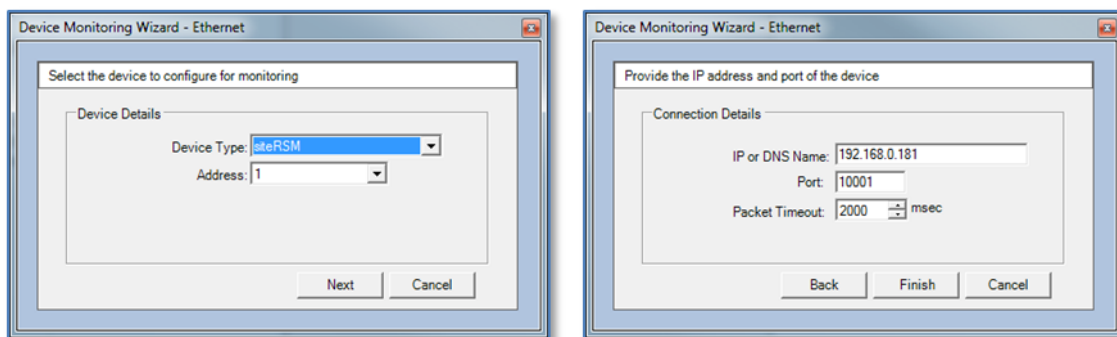 Device Monitoring Wizard - Ethernet
Select the device to configure for monitoring
Device Details
Device Type: siteRSM
Address: 1
Next Cancel
Device Monitoring Wizard - Ethernet
Provide the IP address and port of the device
Connection Details
IP or DNS Name: 192.168.0.181
Port: 10001
Packet Timeout: 2000 msec
Back Finish Cancel